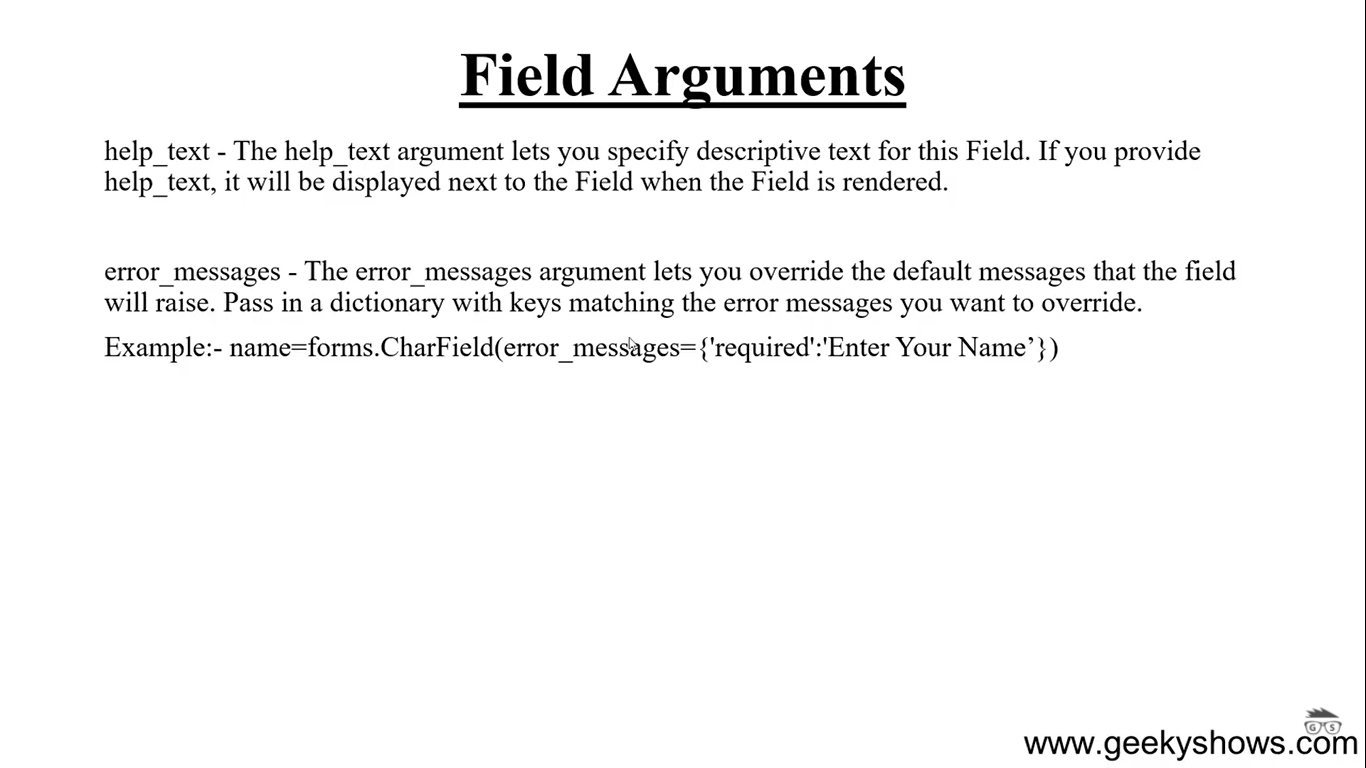 Field Arguments
help_text - The help_text argument lets you specify descriptive text for this Field. If you provide
help_text, it will be displayed next to the Field when the Field is rendered.
error_messages - The error_messages argument lets you override the default messages that the field
will raise. Pass in a dictionary with keys matching the error messages you want to override.
Example:- name=forms.CharField(error_messages={'required':'Enter Your Name’})
G S
www.geekyshows.com